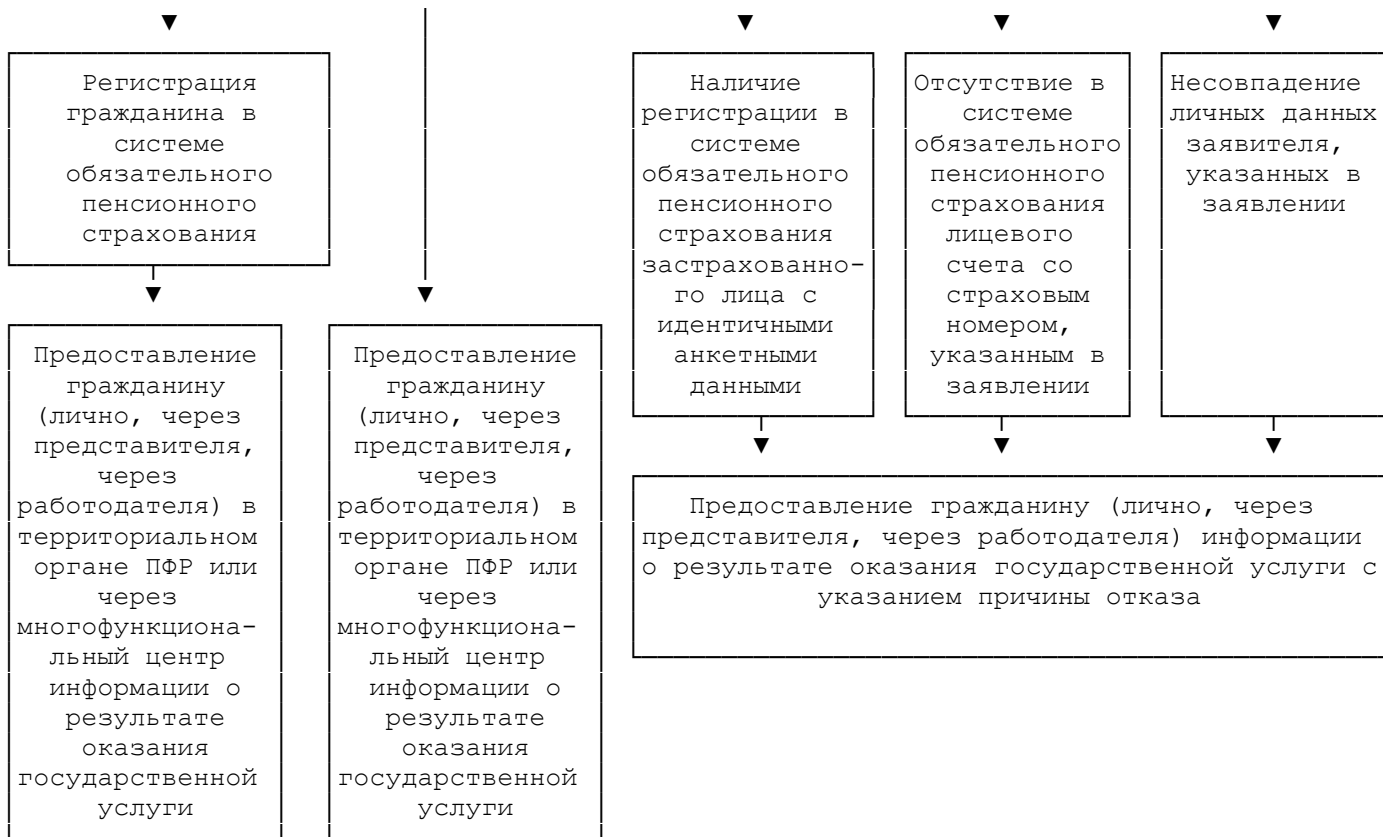 Регистрация
гражданина в
системе
обязательного
пенсионного
страхования
Наличие
регистрации в
системе
обязательного
пенсионного
страхования
застрахованно-
го лица с
идентичными
анкетными
данными
Отсутствие в
системе
обязательного
пенсионного
страхования
лицевого
счета со
страховым
номером,
указанным в
заявлении
Несовпадение
личных данных
заявителя,
указанных в
заявлении
Предоставление
гражданину
(лично, через
представителя,
через
работодателя) в
территориальном
органе ПФР или
через
многофункциона-
льный центр
информации о
результате
оказания
государственной
услуги
Предоставление
гражданину
(лично, через
представителя,
через
работодателя) в
территориальном
органе ПФР или
через
многофункциона-
льный центр
информации о
результате
оказания
государственной
услуги
Предоставление гражданину (лично, через
представителя, через работодателя) информации
о результате оказания государственной услуги с
указанием причины отказа